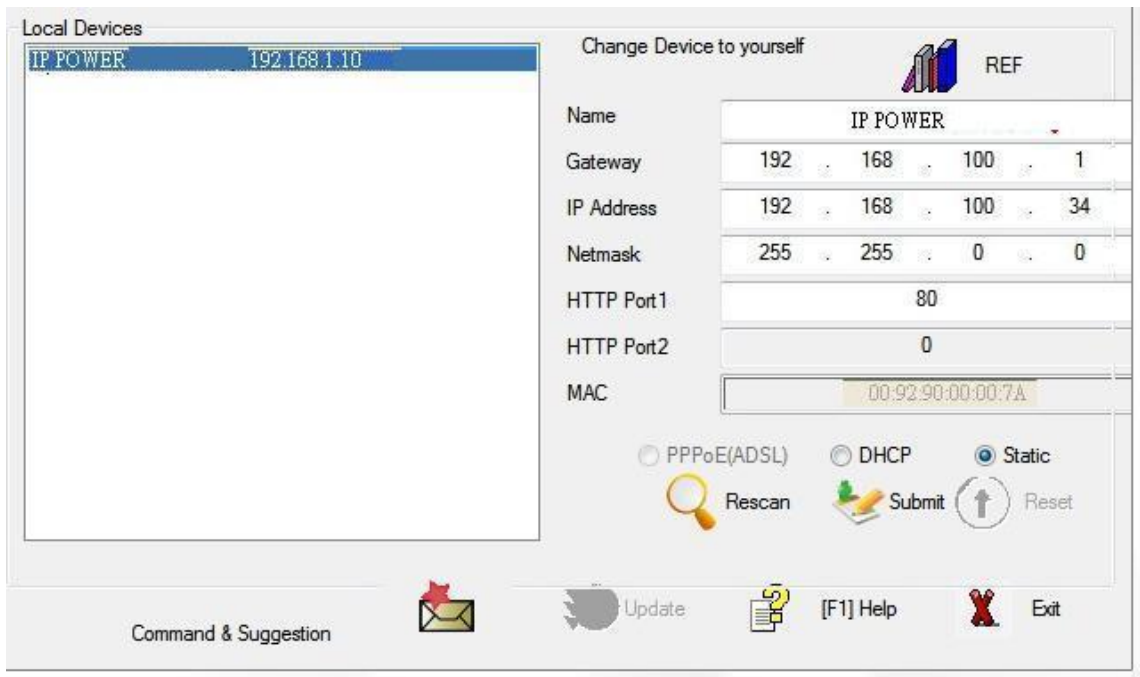 Local Devices
IP POWER 192.168.1.10
Change Device to yourself
REF
Name IP POWER
Gateway 192 . 168 . 100 . 1
IP Address 192 . 168 . 100 . 34
Netmask 255 . 255 . 0 . 0
HTTP Port1 80
HTTP Port2 0
MAC 00:92:90:00:00:7A
PPPoE(ADSL) DHCP Static
Rescan Submit Reset
Command & Suggestion Update [F1] Help Exit